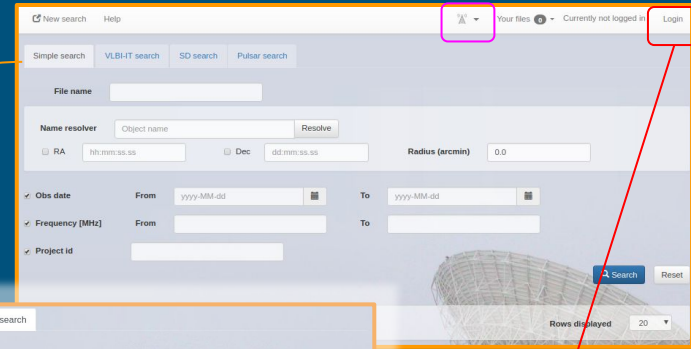 New search Help Your files 0 Currently not logged in Login
Simple search VLBI-IT search SD search Pulsar search
File name
Name resolver Object name Resolve
RA hh:mm:ss.ss Dec dd:mm:ss.ss Radius (arcmin) 0.0
Obs date From yyyy-MM-dd To yyyy-MM-dd
Frequency [MHz] From To
Project id
Search Reset
search
Rows displayed 20